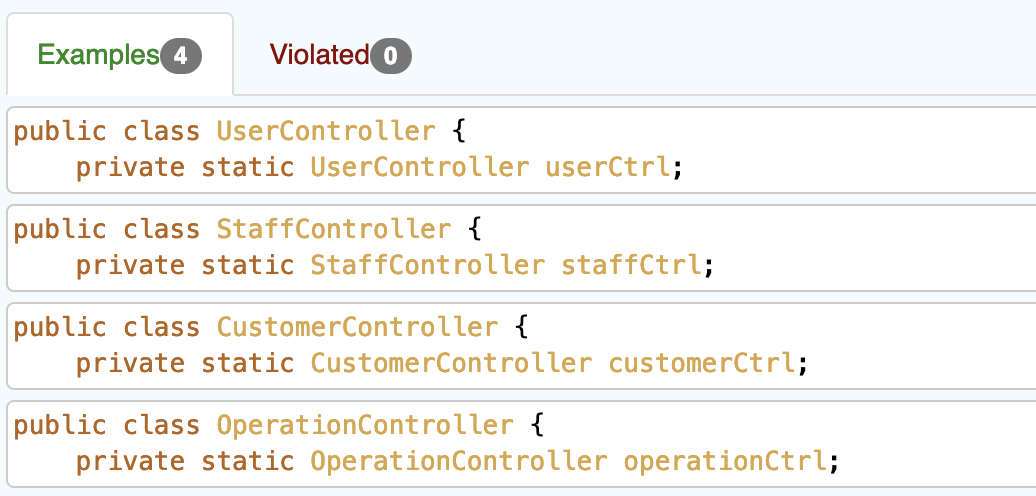 Examples 4 Violated 0
public class UserController {
    private static UserController userCtrl;
public class StaffController {
    private static StaffController staffCtrl;
public class CustomerController {
    private static CustomerController customerCtrl;
public class OperationController {
    private static OperationController operationCtrl;